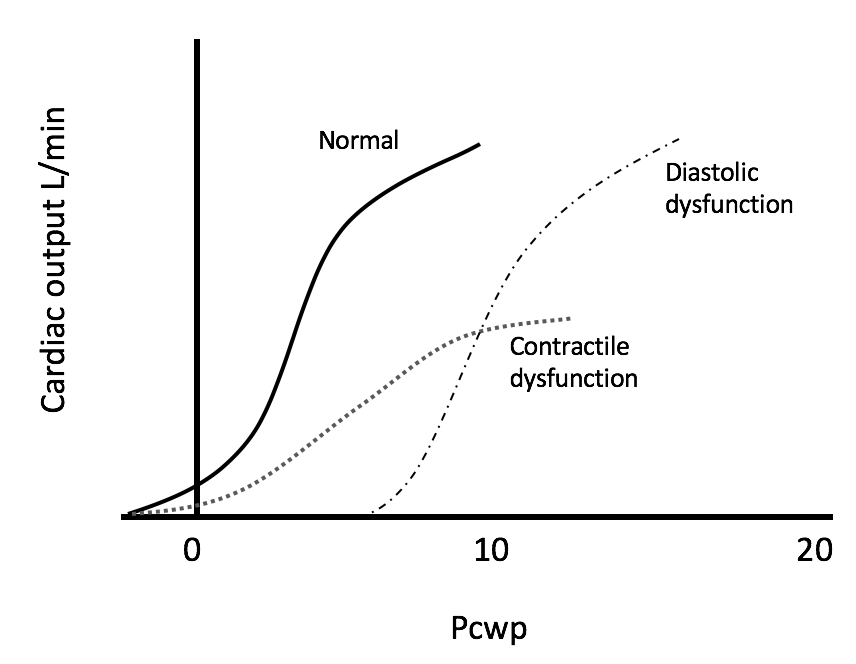 Cardiac output L/min
Normal
Diastolic
dysfunction
Contractile
dysfunction
0
10
20
Pcwp